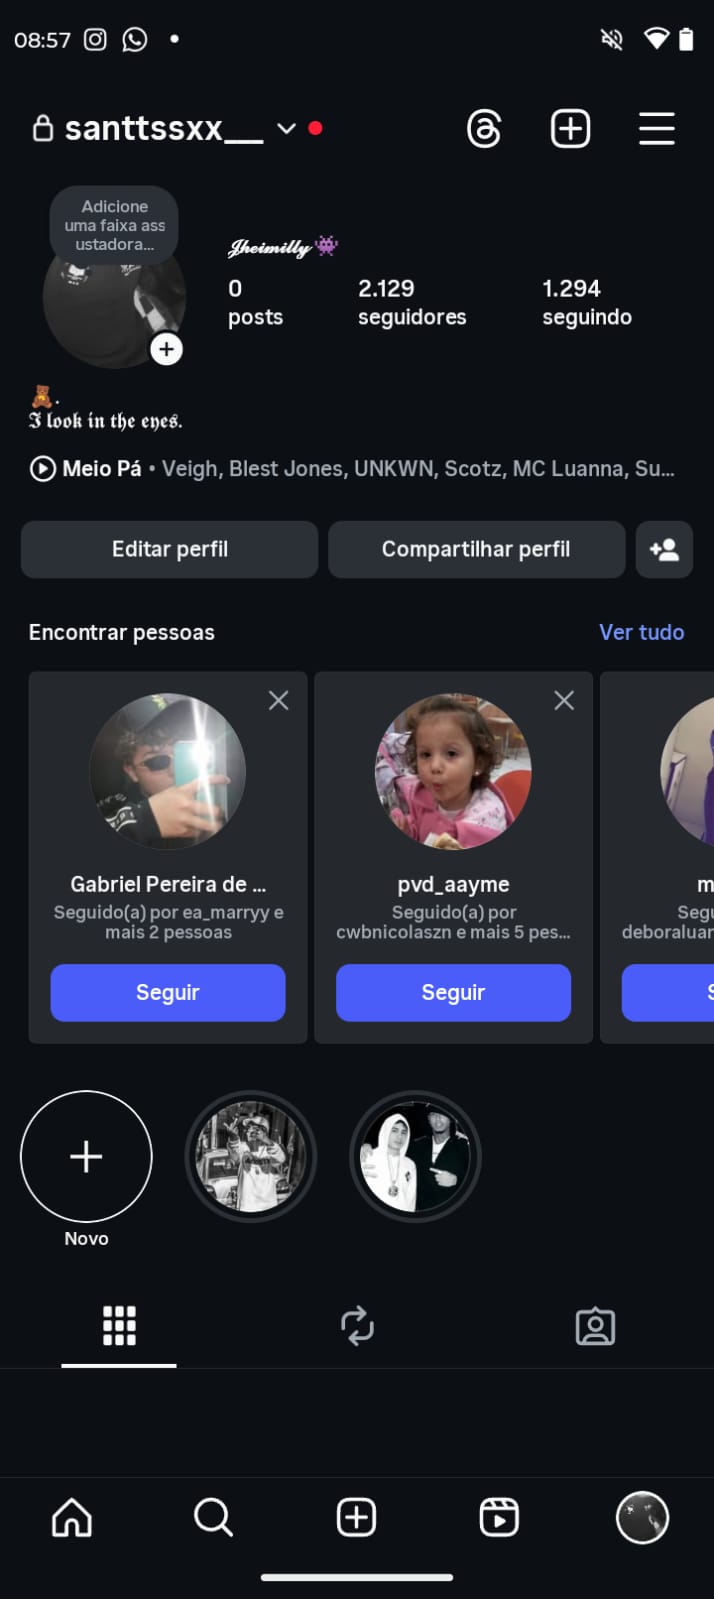 08:57
santtssxx__
Adicione
uma faixa ass
ustadora...
Jheimilly👾
0
posts
2.129
seguidores
1.294
seguindo
🧸.
I look in the eyes.
Meio Pá • Veigh, Blest Jones, UNKWN, Scotz, MC Luanna, Su...
Editar perfil
Compartilhar perfil
Encontrar pessoas
Ver tudo
Gabriel Pereira de ...
Seguido(a) por ea_marryy e
mais 2 pessoas
Seguir
pvd_aayme
Seguido(a) por
cwbnicolaszn e mais 5 pes...
Seguir
m
Segu
deboraluar
S
Novo